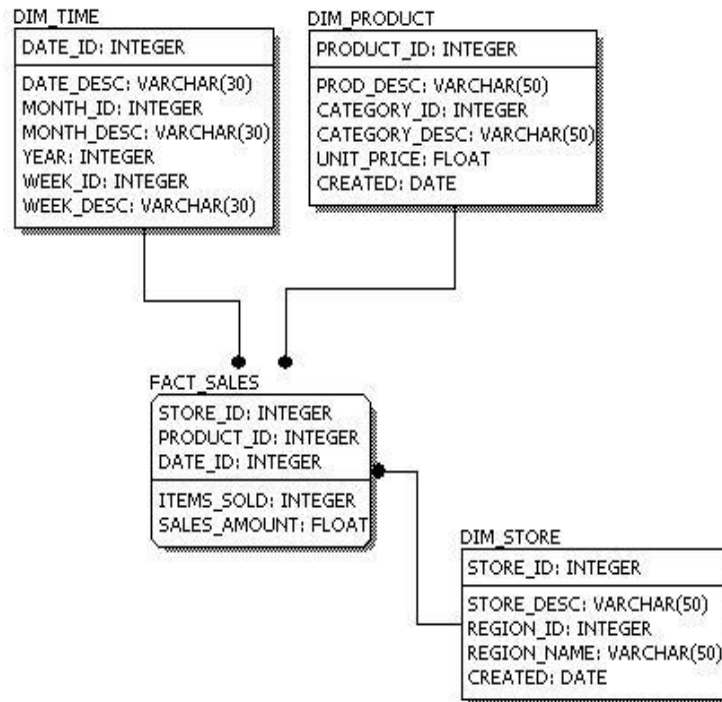 DIM_TIME
DATE_ID: INTEGER
DATE_DESC: VARCHAR(30)
MONTH_ID: INTEGER
MONTH_DESC: VARCHAR(30)
YEAR: INTEGER
WEEK_ID: INTEGER
WEEK_DESC: VARCHAR(30)
DIM_PRODUCT
PRODUCT_ID: INTEGER
PROD_DESC: VARCHAR(50)
CATEGORY_ID: INTEGER
CATEGORY_DESC: VARCHAR(50)
UNIT_PRICE: FLOAT
CREATED: DATE
FACT_SALES
STORE_ID: INTEGER
PRODUCT_ID: INTEGER
DATE_ID: INTEGER
ITEMS_SOLD: INTEGER
SALES_AMOUNT: FLOAT
DIM_STORE
STORE_ID: INTEGER
STORE_DESC: VARCHAR(50)
REGION_ID: INTEGER
REGION_NAME: VARCHAR(50)
CREATED: DATE